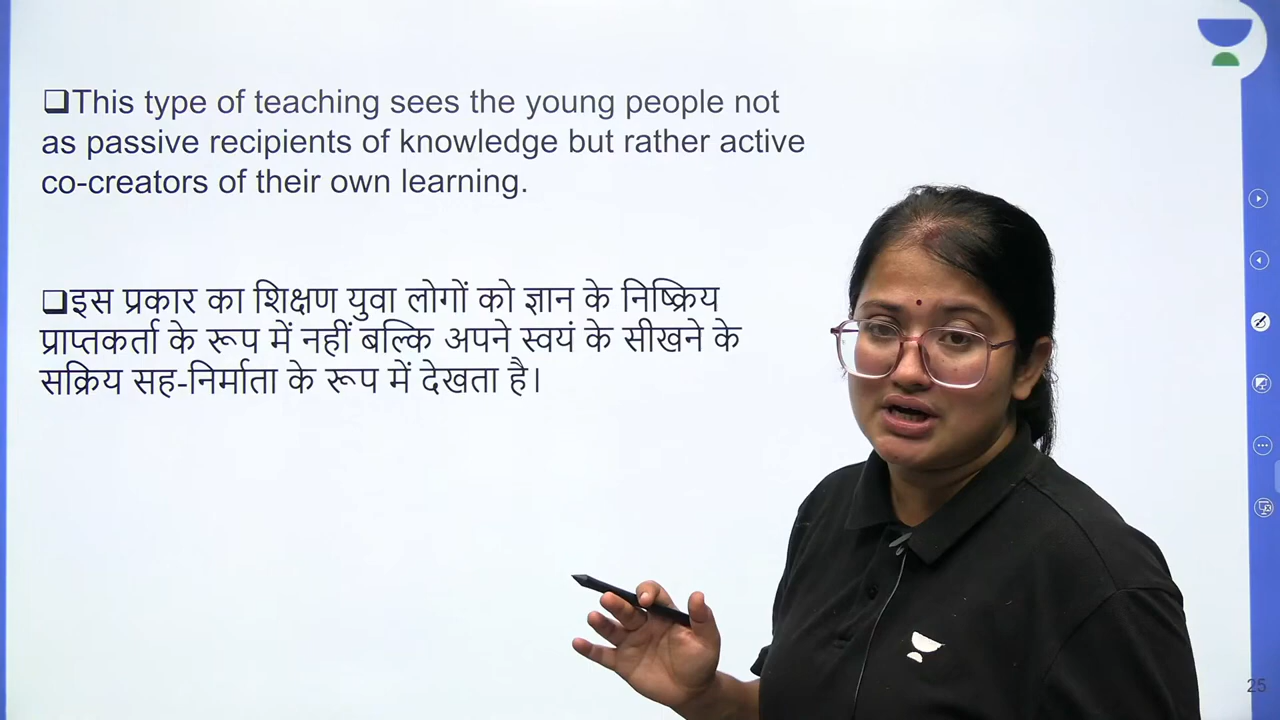 ❑This type of teaching sees the young people not
as passive recipients of knowledge but rather active
co-creators of their own learning.
❑इस प्रकार का शिक्षण युवा लोगों को ज्ञान के निष्क्रिय
प्राप्तकर्ता के रूप में नहीं बल्कि अपने स्वयं के सीखने के
सक्रिय सह-निर्माता के रूप में देखता है।
25